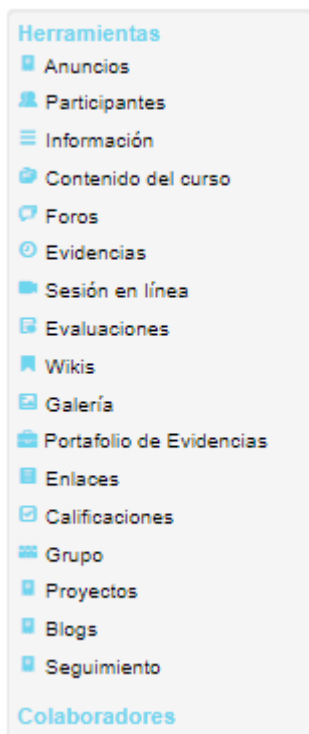 Herramientas
Anuncios
Participantes
Información
Contenido del curso
Foros
Evidencias
Sesión en línea
Evaluaciones
Wikis
Galería
Portafolio de Evidencias
Enlaces
Calificaciones
Grupo
Proyectos
Blogs
Seguimiento
Colaboradores